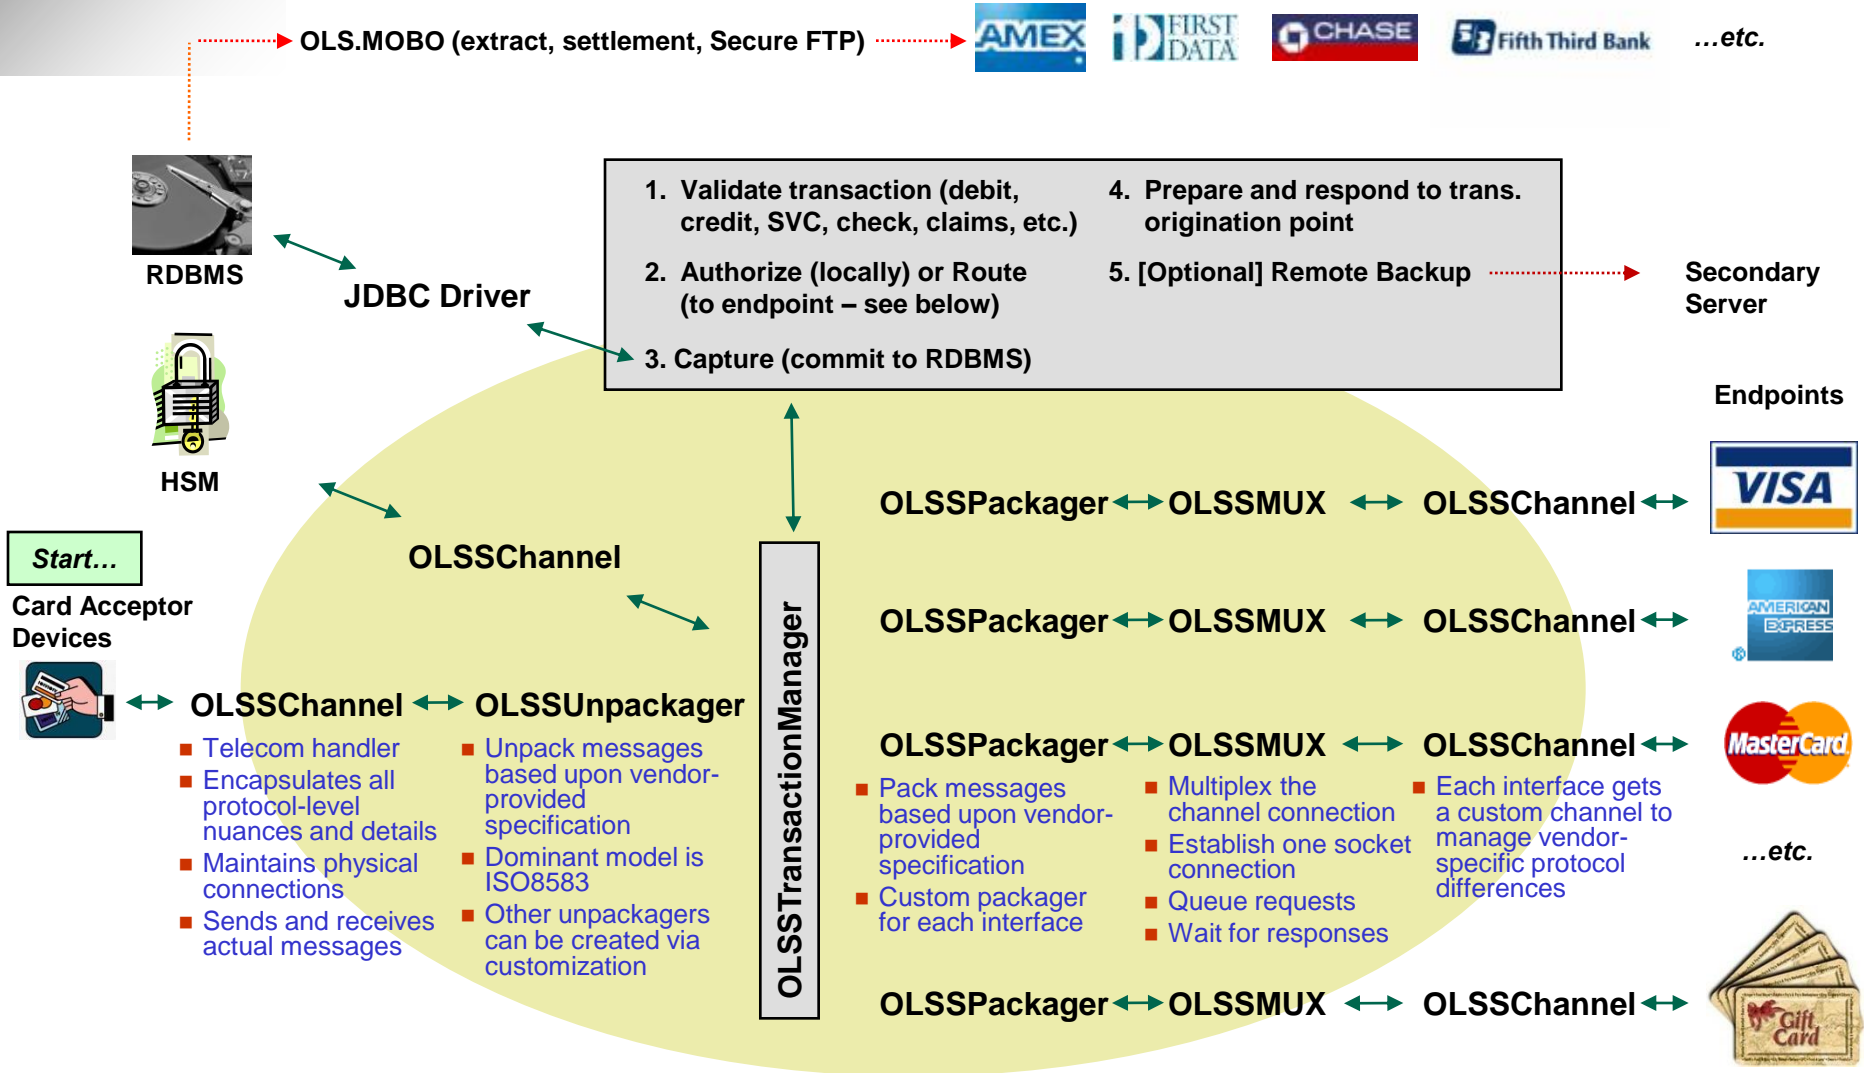 OLS.MOBO (extract, settlement, Secure FTP)
AMEX
FIRST
DATA
CHASE
Fifth Third Bank
...etc.
RDBMS
JDBC Driver
HSM
1. Validate transaction (debit,
credit, SVC, check, claims, etc.)
2. Authorize (locally) or Route
(to endpoint – see below)
3. Capture (commit to RDBMS)
4. Prepare and respond to trans.
origination point
5. [Optional] Remote Backup
Secondary
Server
Endpoints
Start...
Card Acceptor
Devices
OLSSChannel
OLSSChannel
Telecom handler
Encapsulates all
protocol-level
nuances and details
Maintains physical
connections
Sends and receives
actual messages
OLSSUnpackager
Unpack messages
based upon vendor-
provided
specification
Dominant model is
ISO8583
Other unpackagers
can be created via
customization
OLSSTransactionManager
OLSSPackager
OLSSMUX
OLSSChannel
VISA
OLSSPackager
OLSSMUX
OLSSChannel
AMERICAN
EXPRESS
OLSSPackager
OLSSMUX
OLSSChannel
MasterCard
Pack messages
based upon vendor-
provided
specification
Custom packager
for each interface
Multiplex the
channel connection
Establish one socket
connection
Queue requests
Wait for responses
Each interface gets
a custom channel to
manage vendor-
specific protocol
differences
...etc.
OLSSPackager
OLSSMUX
OLSSChannel
Gift
Card